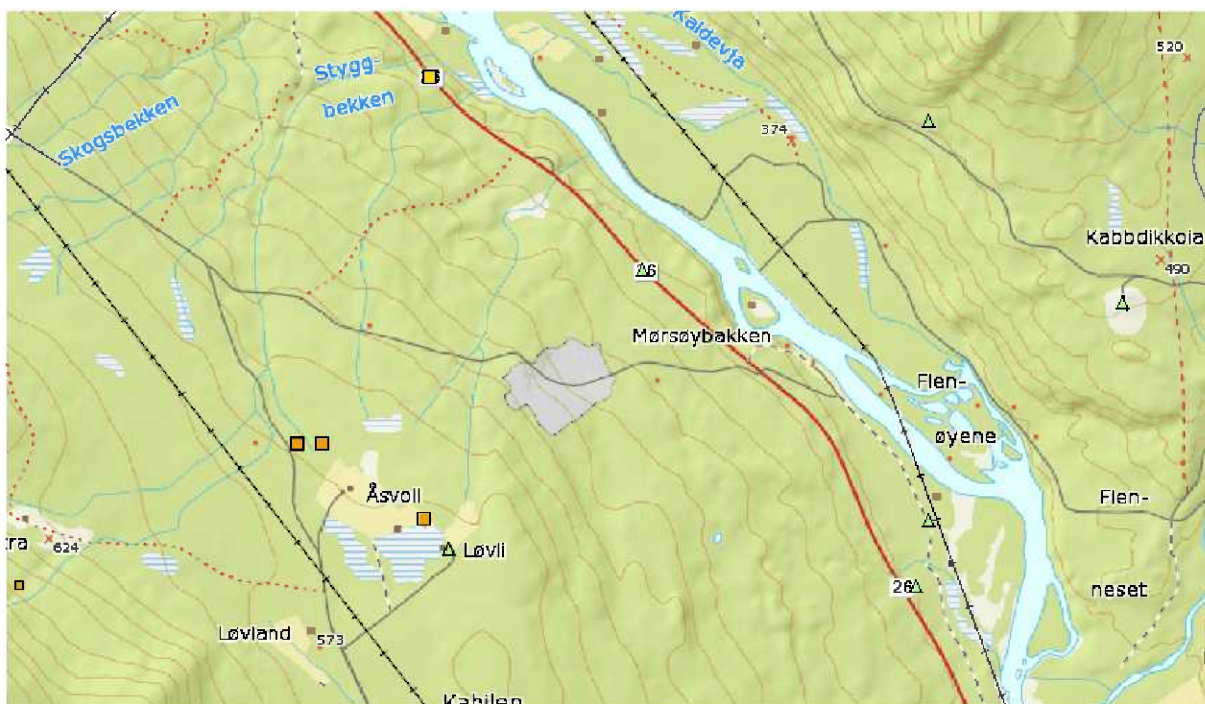 Kaldevja
520
Stygg-
bekken
Skogsbekken
374
Kabbdikkoia
490
26
Mørsøybakken
Flen-
øyene
Åsvoll
Flen-
624
Løvli
26
neset
Løvland
573